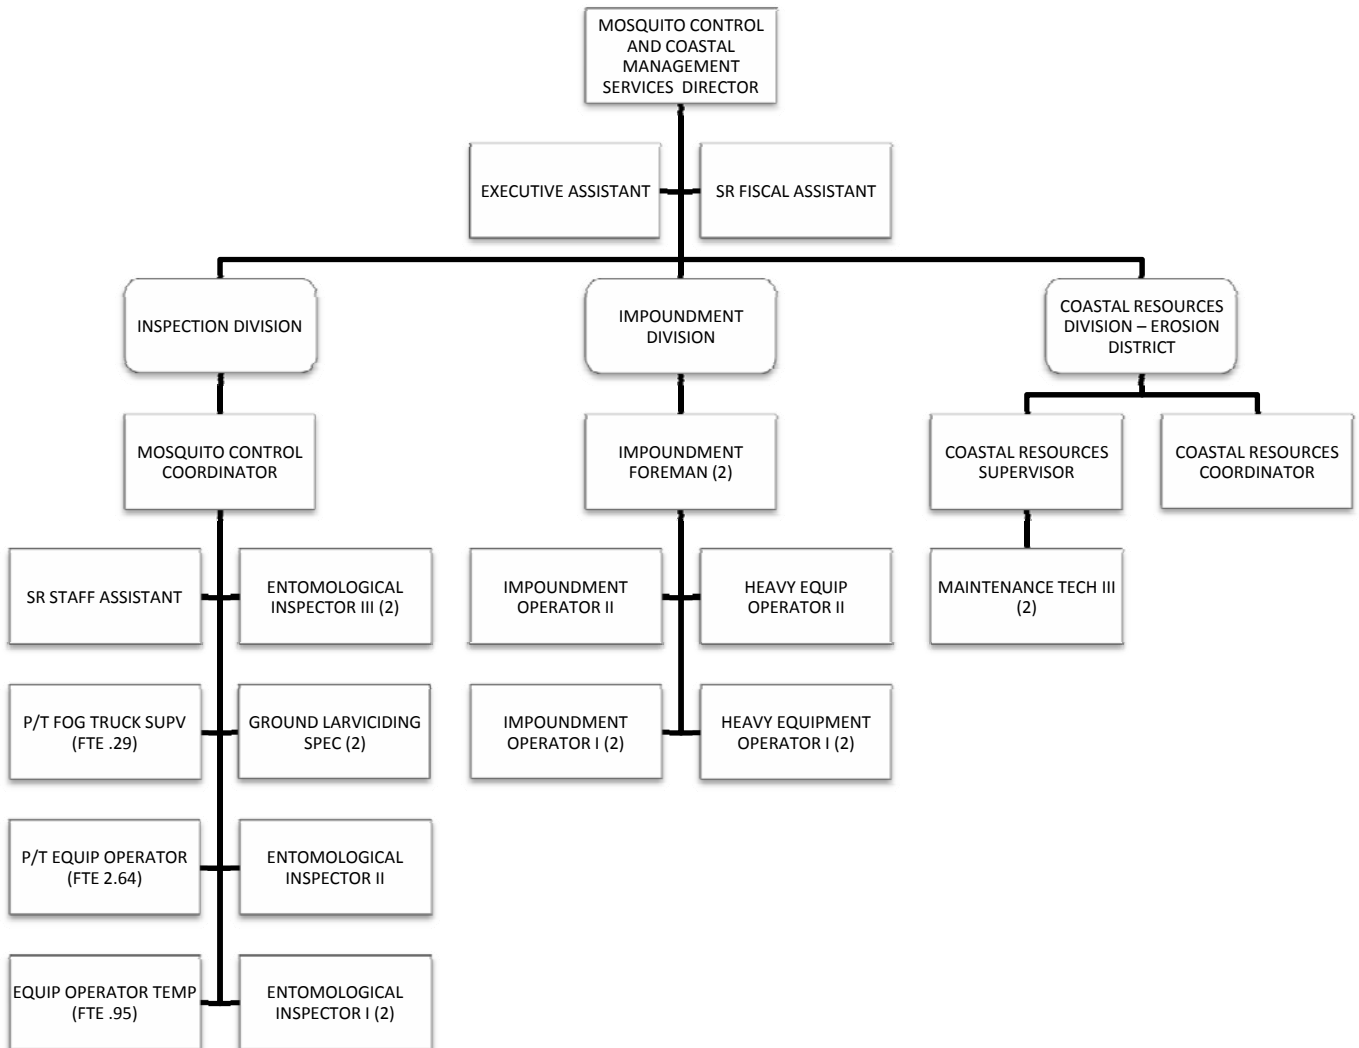 MOSQUITO CONTROL
AND COASTAL
MANAGEMENT
SERVICES DIRECTOR
EXECUTIVE ASSISTANT
SR FISCAL ASSISTANT
INSPECTION DIVISION
IMPOUNDMENT
DIVISION
COASTAL RESOURCES
DIVISION – EROSION
DISTRICT
MOSQUITO CONTROL
COORDINATOR
IMPOUNDMENT
FOREMAN (2)
COASTAL RESOURCES
SUPERVISOR
COASTAL RESOURCES
COORDINATOR
SR STAFF ASSISTANT
ENTOMOLOGICAL
INSPECTOR III (2)
IMPOUNDMENT
OPERATOR II
HEAVY EQUIP
OPERATOR II
MAINTENANCE TECH III
(2)
P/T FOG TRUCK SUPV
(FTE .29)
GROUND LARVICIDING
SPEC (2)
IMPOUNDMENT
OPERATOR I (2)
HEAVY EQUIPMENT
OPERATOR I (2)
P/T EQUIP OPERATOR
(FTE 2.64)
ENTOMOLOGICAL
INSPECTOR II
EQUIP OPERATOR TEMP
(FTE .95)
ENTOMOLOGICAL
INSPECTOR I (2)